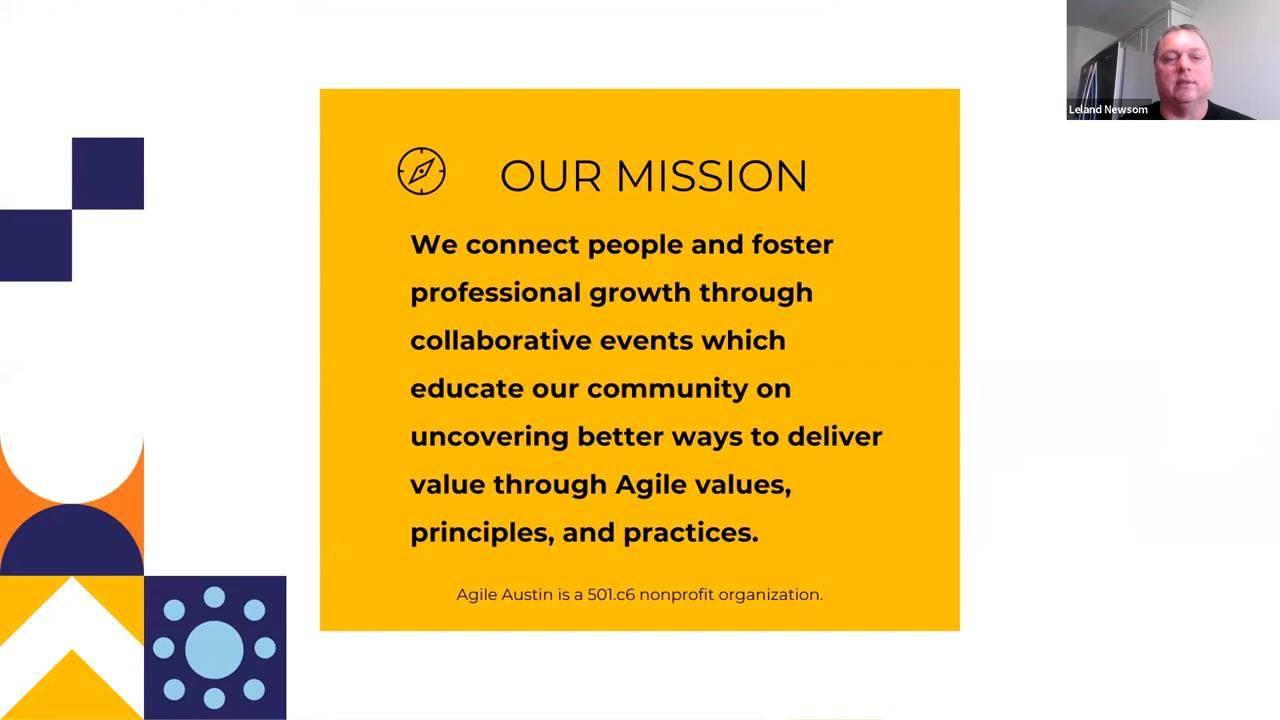 Leland Newsom
OUR MISSION
We connect people and foster
professional growth through
collaborative events which
educate our community on
uncovering better ways to deliver
value through Agile values,
principles, and practices.
Agile Austin is a 501.c6 nonprofit organization.